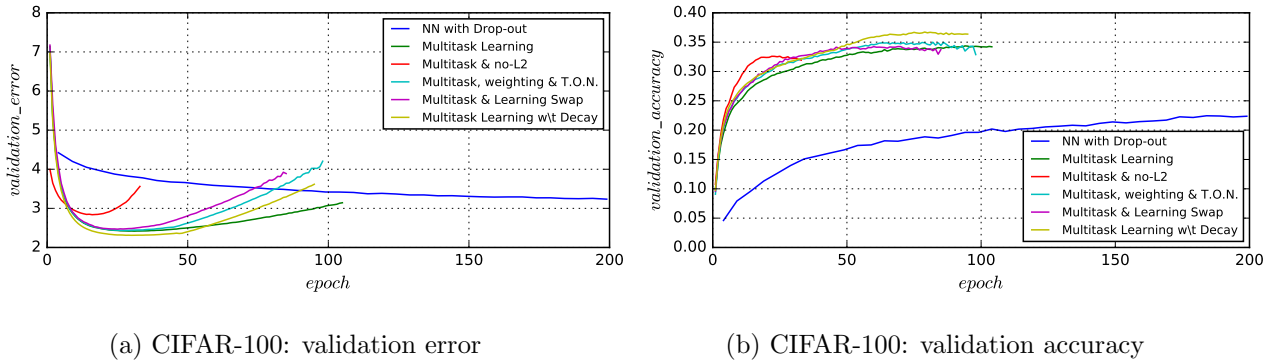 8
7
6
5
4
3
2
0
50
100
150
200
validation_error
epoch
NN with Drop-out
Multitask Learning
Multitask & no-L2
Multitask, weighting & T.O.N.
Multitask & Learning Swap
Multitask Learning w\t Decay
(a) CIFAR-100: validation error
0.40
0.35
0.30
0.25
0.20
0.15
0.10
0.05
0.00
0
50
100
150
200
validation_accuracy
epoch
NN with Drop-out
Multitask Learning
Multitask & no-L2
Multitask, weighting & T.O.N.
Multitask & Learning Swap
Multitask Learning w\t Decay
(b) CIFAR-100: validation accuracy